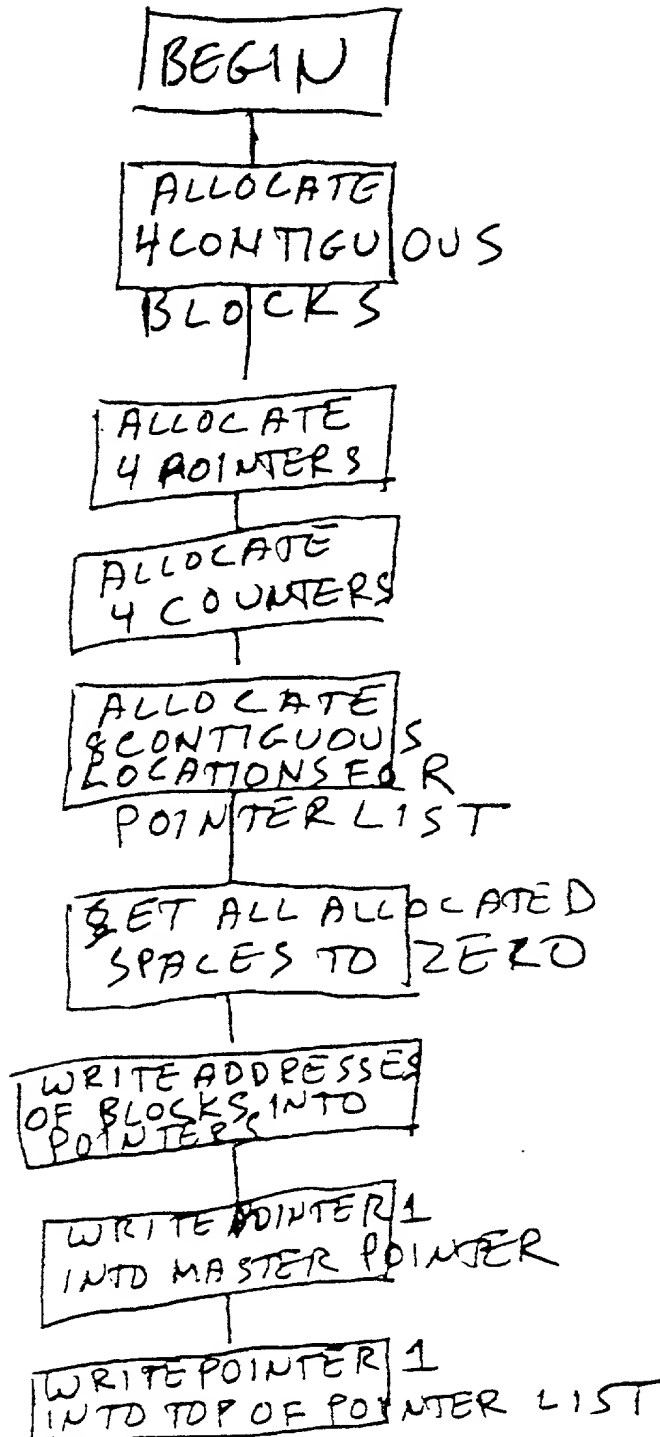 BEGIN
ALLOCATE
4 CONTIGUOUS
BLOCKS
ALLOCATE
4 POINTERS
ALLOCATE
4 COUNTERS
ALLOCATE
8 CONTIGUOUS
LOCATIONS FOR
POINTER LIST
SET ALL ALLOCATED
SPACES TO ZERO
WRITE ADDRESSES
OF BLOCKS INTO
POINTERS
WRITE POINTER 1
INTO MASTER POINTER
WRITE POINTER 1
INTO TOP OF POINTER LIST